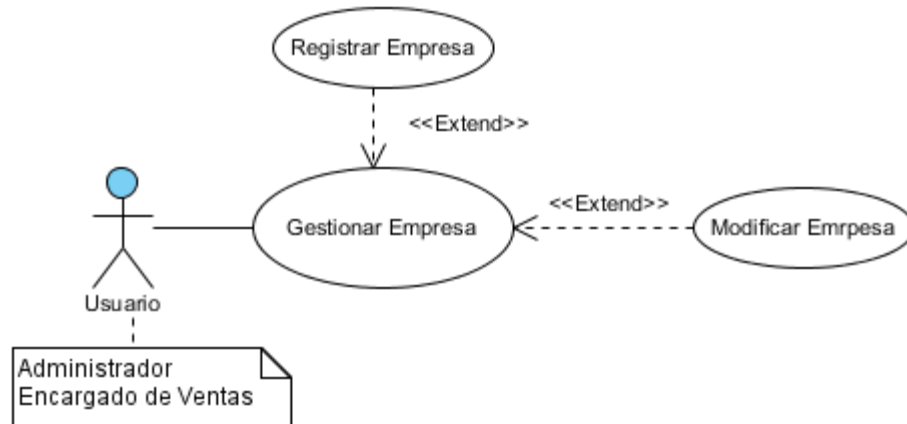 Registrar Empresa
<<Extend>>
<<Extend>>
Gestionar Empresa
Modificar Emrpesa
Usuario
Administrador
Encargado de Ventas